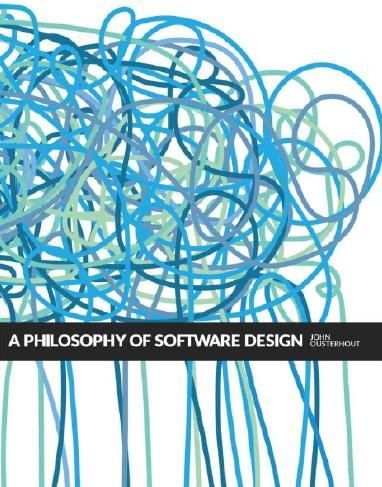 A PHILOSOPHY OF SOFTWARE DESIGN
JOHN
OUSTERHOUT